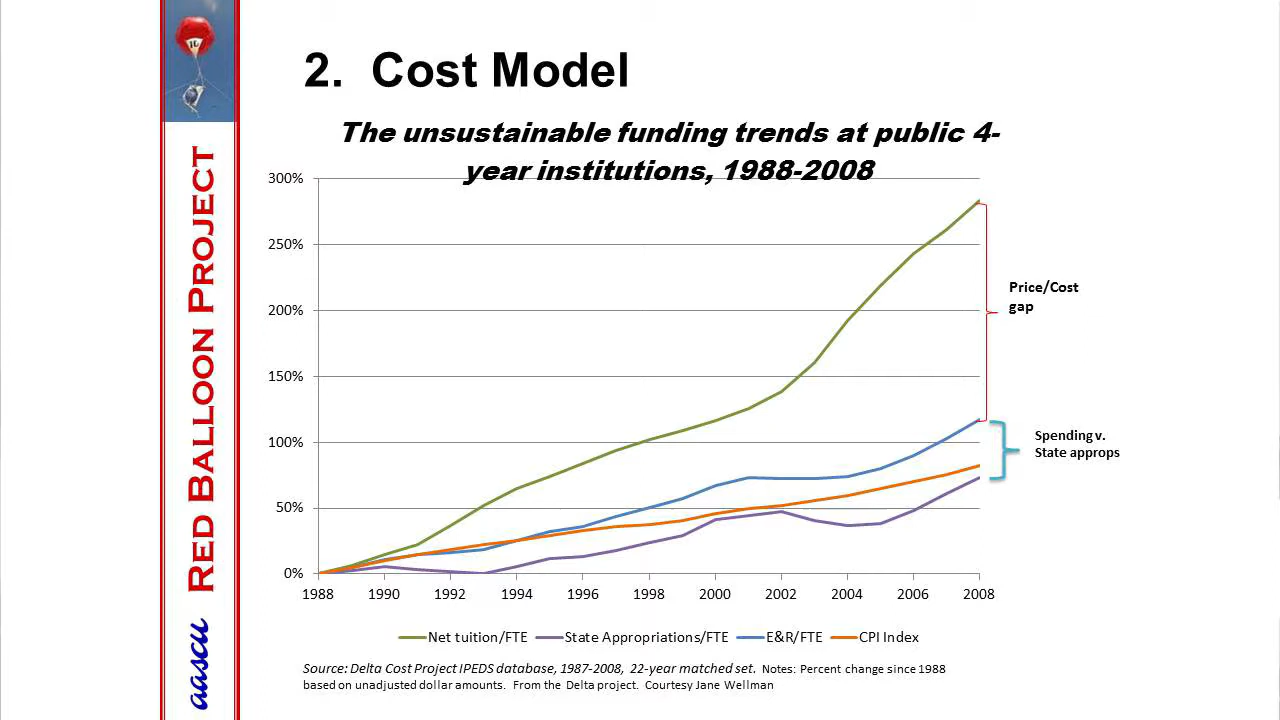 2. Cost Model
The unsustainable funding trends at public 4-
year institutions, 1988-2008
300%
250%
200%
150%
100%
50%
0%
1988 1990 1992 1994 1996 1998 2000 2002 2004 2006 2008
Price/Cost
gap
Spending v.
State approps
Net tuition/FTE State Appropriations/FTE E&R/FTE CPI Index
Source: Delta Cost Project IPEDS database, 1987-2008, 22-year matched set. Notes: Percent change since 1988
based on unadjusted dollar amounts. From the Delta project. Courtesy Jane Wellman
10
RED BALLOON PROJECT
aascu